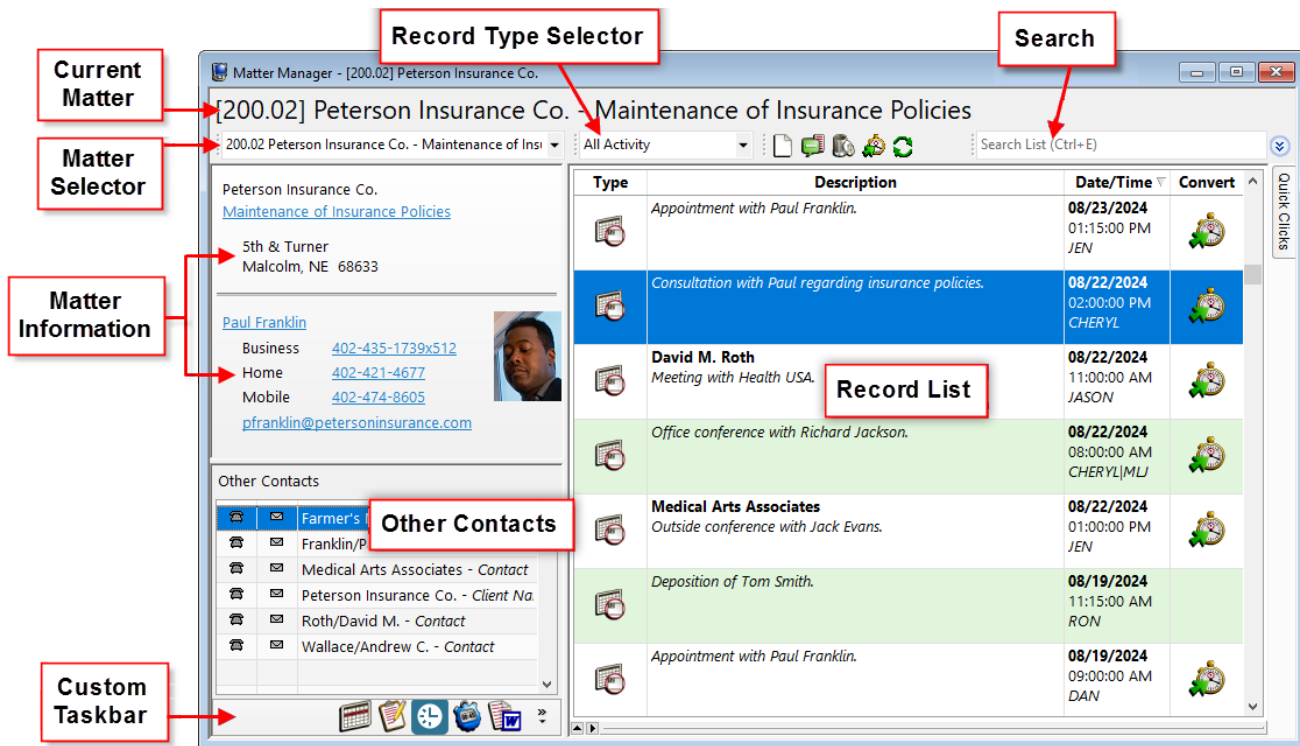 Record Type Selector
Search
Current
Matter
Matter Manager - [200.02] Peterson Insurance Co.
[200.02] Peterson Insurance Co. - Maintenance of Insurance Policies
Matter
Selector
200.02 Peterson Insurance Co. - Maintenance of Insu
All Activity
Search List (Ctrl+E)
Quick Clicks
Matter
Information
Peterson Insurance Co.
Maintenance of Insurance Policies
5th & Turner
Malcolm, NE 68633
Paul Franklin
Business 402-435-1739x512
Home 402-421-4677
Mobile 402-474-8605
pfranklin@petersoninsurance.com
Other Contacts
Other Contacts
Farmer's
Franklin/P
Medical Arts Associates - Contact
Peterson Insurance Co. - Client Na
Roth/David M. - Contact
Wallace/Andrew C. - Contact
Custom
Taskbar
Type Description Date/Time Convert
Appointment with Paul Franklin. 08/23/2024
01:15:00 PM
JEN
Consultation with Paul regarding insurance policies. 08/22/2024
02:00:00 PM
CHERYL
David M. Roth 08/22/2024
Meeting with Health USA. 11:00:00 AM
JASON
Record List
Office conference with Richard Jackson. 08/22/2024
08:00:00 AM
CHERYL|MLJ
Medical Arts Associates 08/22/2024
Outside conference with Jack Evans. 01:00:00 PM
JEN
Deposition of Tom Smith. 08/19/2024
11:15:00 AM
RON
Appointment with Paul Franklin. 08/19/2024
09:00:00 AM
DAN